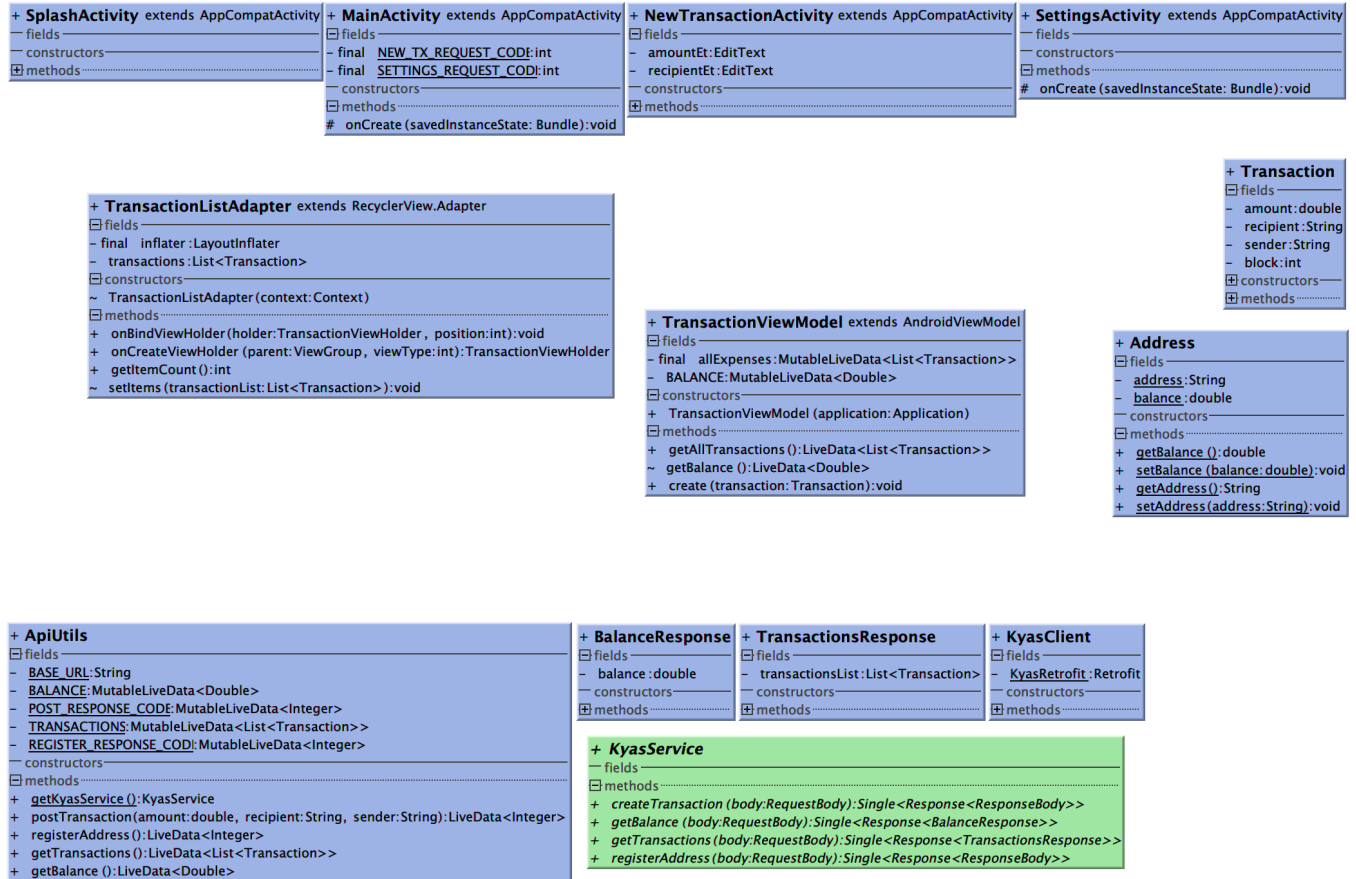 + SplashActivity extends AppCompatActivity
fields
constructors
methods
+ MainActivity extends AppCompatActivity
fields
- final NEW_TX_REQUEST_CODE:int
- final SETTINGS_REQUEST_CODI:int
constructors
methods
# onCreate (savedInstanceState: Bundle):void
+ NewTransactionActivity extends AppCompatActivity
fields
- amountEt:EditText
- recipientEt:EditText
constructors
methods
+ SettingsActivity extends AppCompatActivity
fields
constructors
methods
# onCreate (savedInstanceState: Bundle):void
+ TransactionListAdapter extends RecyclerView.Adapter
fields
- final inflater :LayoutInflater
- transactions :List<Transaction>
constructors
~ TransactionListAdapter (context: Context)
methods
+ onBindViewHolder (holder:TransactionViewHolder , position:int):void
+ onCreateViewHolder (parent: ViewGroup , viewType:int):TransactionViewHolder
+ getItemCount ():int
~ setItems (transactionList: List<Transaction>):void
+ TransactionViewModel extends AndroidViewModel
fields
- final allExpenses :MutableLiveData<List<Transaction>>
- BALANCE:MutableLiveData<Double>
constructors
+ TransactionViewModel (application: Application)
methods
+ getAllTransactions ():LiveData<List<Transaction>>
~ getBalance ():LiveData<Double>
+ create (transaction: Transaction):void
+ Transaction
fields
- amount:double
- recipient :String
- sender :String
- block:int
constructors
methods
+ Address
fields
- address :String
- balance :double
constructors
methods
+ getBalance ():double
+ setBalance (balance: double):void
+ getAddress():String
+ setAddress(address:String):void
+ ApiUtils
fields
- BASE_URL:String
- BALANCE:MutableLiveData<Double>
- POST_RESPONSE_CODE:MutableLiveData<Integer>
- TRANSACTIONS:MutableLiveData<List<Transaction>>
- REGISTER_RESPONSE_CODI:MutableLiveData<Integer>
constructors
methods
+ getKyasService ():KyasService
+ postTransaction(amount:double, recipient: String, sender:String):LiveData<Integer>
+ registerAddress ():LiveData<Integer>
+ getTransactions ():LiveData<List<Transaction>>
+ getBalance ():LiveData<Double>
+ BalanceResponse
fields
- balance :double
constructors
methods
+ TransactionsResponse
fields
- transactionsList :List<Transaction>
constructors
methods
+ KyasClient
fields
- KyasRetrofit :Retrofit
constructors
methods
+ KyasService
fields
methods
+ createTransaction (body:RequestBody):Single<Response<ResponseBody>>
+ getBalance (body:RequestBody):Single<Response<BalanceResponse>>
+ getTransactions (body:RequestBody):Single<Response<TransactionsResponse>>
+ registerAddress (body:RequestBody):Single<Response<ResponseBody>>